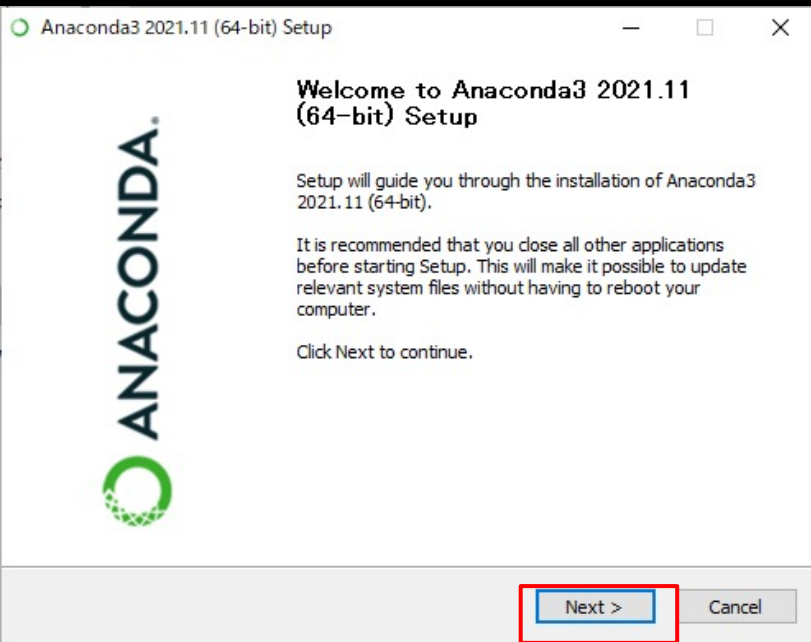 Anaconda3 2021.11 (64-bit) Setup
Welcome to Anaconda3 2021.11
(64-bit) Setup
ANACONDA.
Setup will guide you through the installation of Anaconda3
2021.11 (64-bit).
It is recommended that you close all other applications
before starting Setup. This will make it possible to update
relevant system files without having to reboot your
computer.
Click Next to continue.
Next >
Cancel